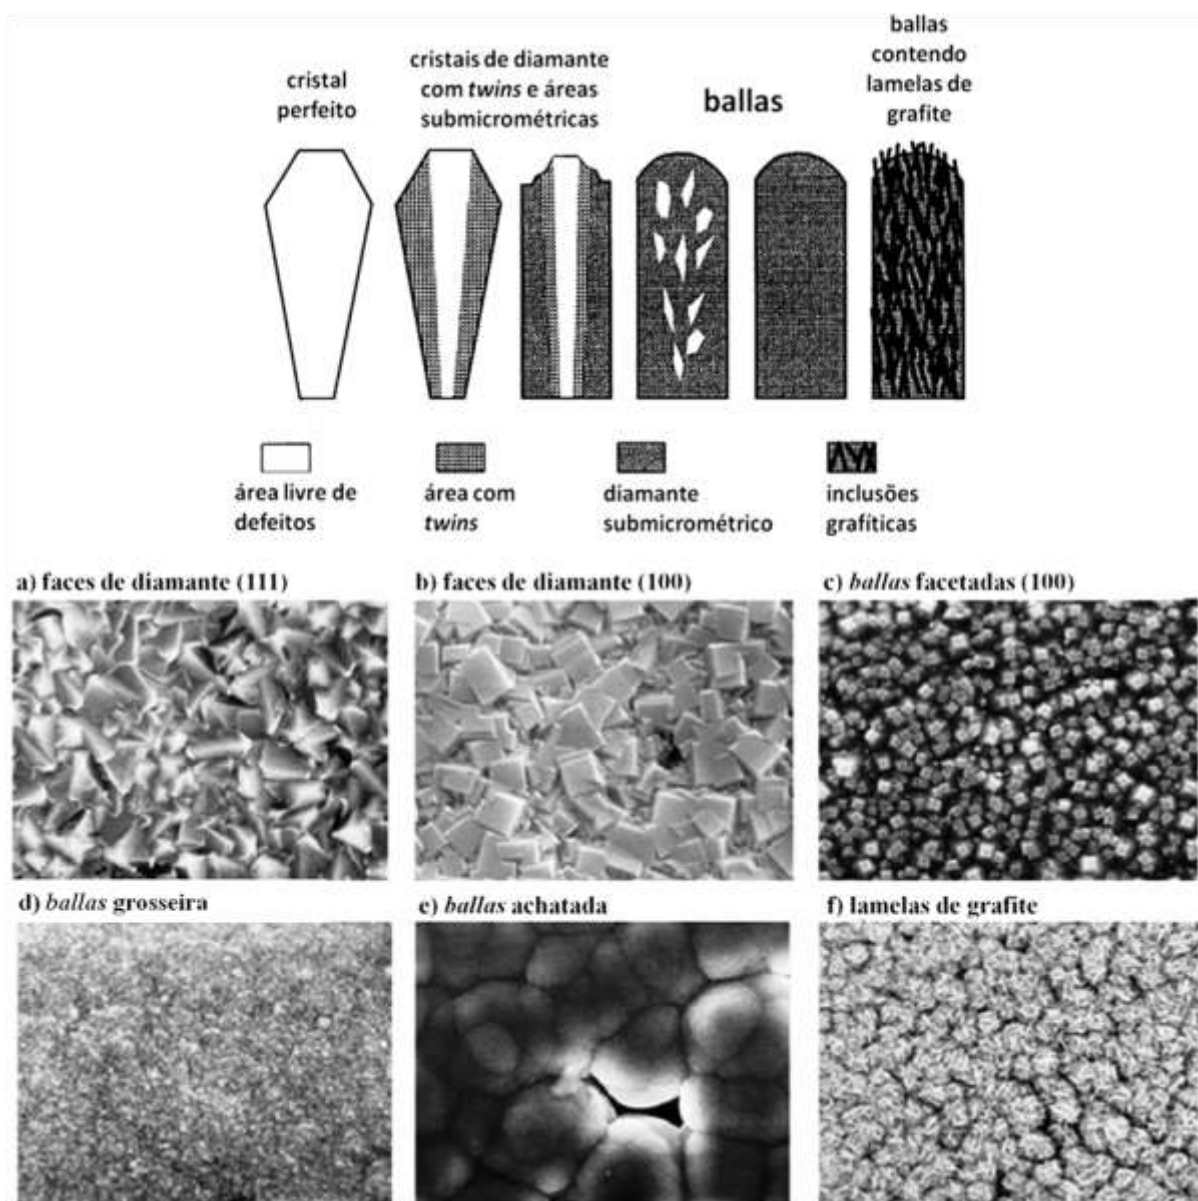 cristal
perfeito
cristais de diamante
com twins e áreas
submicrométricas
ballas
ballas
contendo
lamelas de
grafite
área livre de
defeitos
área com
twins
diamante
submicrométrico
inclusões
grafíticas
a) faces de diamante (111)
b) faces de diamante (100)
c) ballas facetadas (100)
d) ballas grosseira
e) ballas achatada
f) lamelas de grafite